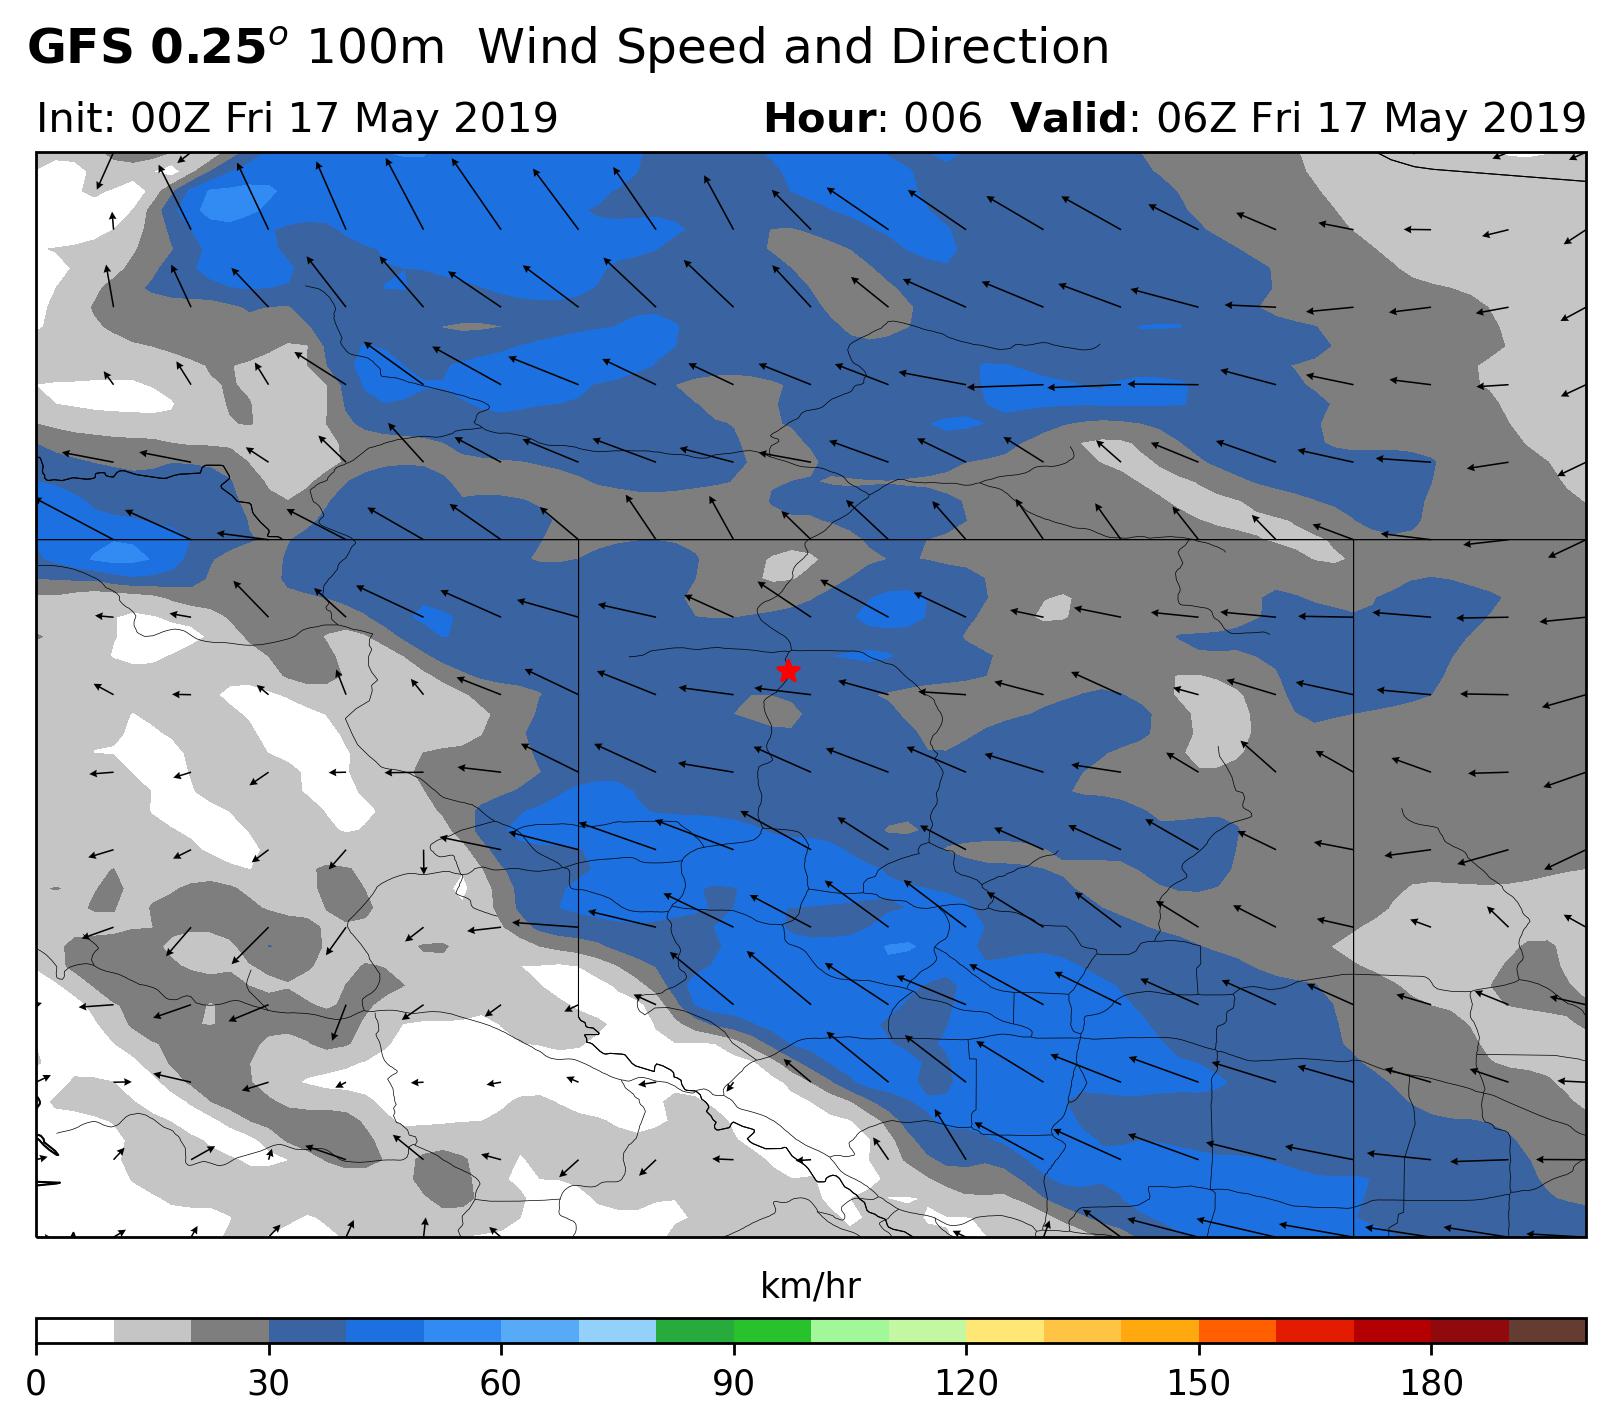 GFS 0.25° 100m Wind Speed and Direction
Init: 00Z Fri 17 May 2019 Hour: 006 Valid: 06Z Fri 17 May 2019
km/hr
0 30 60 90 120 150 180